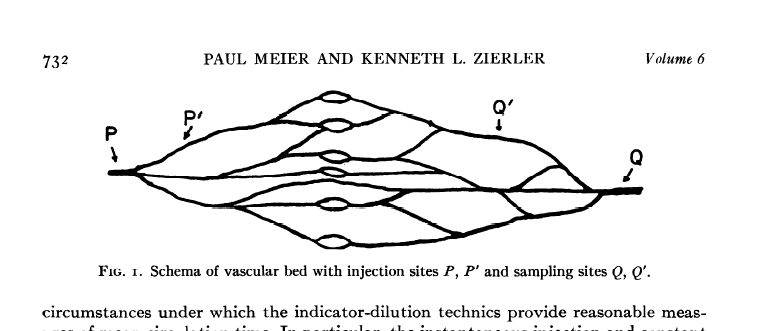 732
PAUL MEIER AND KENNETH L. ZIERLER
Volume 6
P
P′
Q′
Q
FIG. 1. Schema of vascular bed with injection sites P, P′ and sampling sites Q, Q′.
circumstances under which the indicator-dilution technics provide reasonable meas-